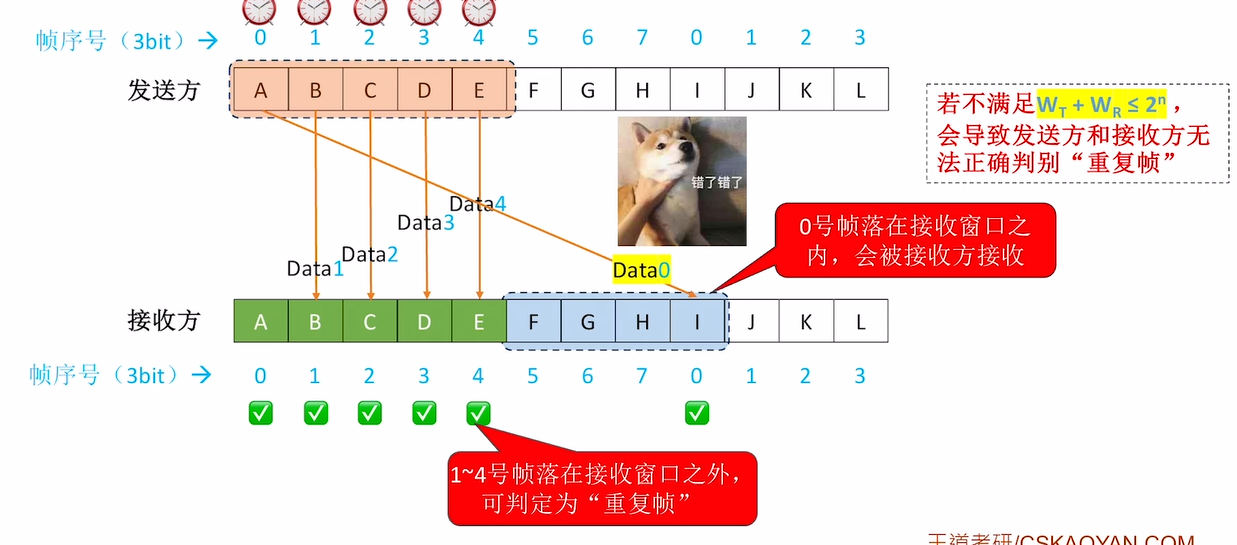 帧序号（3bit）→ 0 1 2 3 4 5 6 7 0 1 2 3
发送方 A B C D E F G H I J K L
若不满足W_T + W_R ≤ 2ⁿ，
会导致发送方和接收方无
法正确判别“重复帧”
错了错了
Data4
Data3
Data2
Data1
Data0
0号帧落在接收窗口之
内，会被接收方接收
接收方 A B C D E F G H I J K L
帧序号（3bit）→ 0 1 2 3 4 5 6 7 0 1 2 3
1~4号帧落在接收窗口之外，
可判定为“重复帧”
王道考研/CSKAOYAN.COM